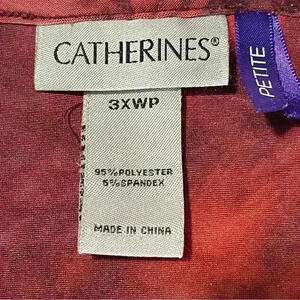 CATHERINES®
PETITE
3XWP
95%POLYESTER
5%SPANDEX
MADE IN CHINA